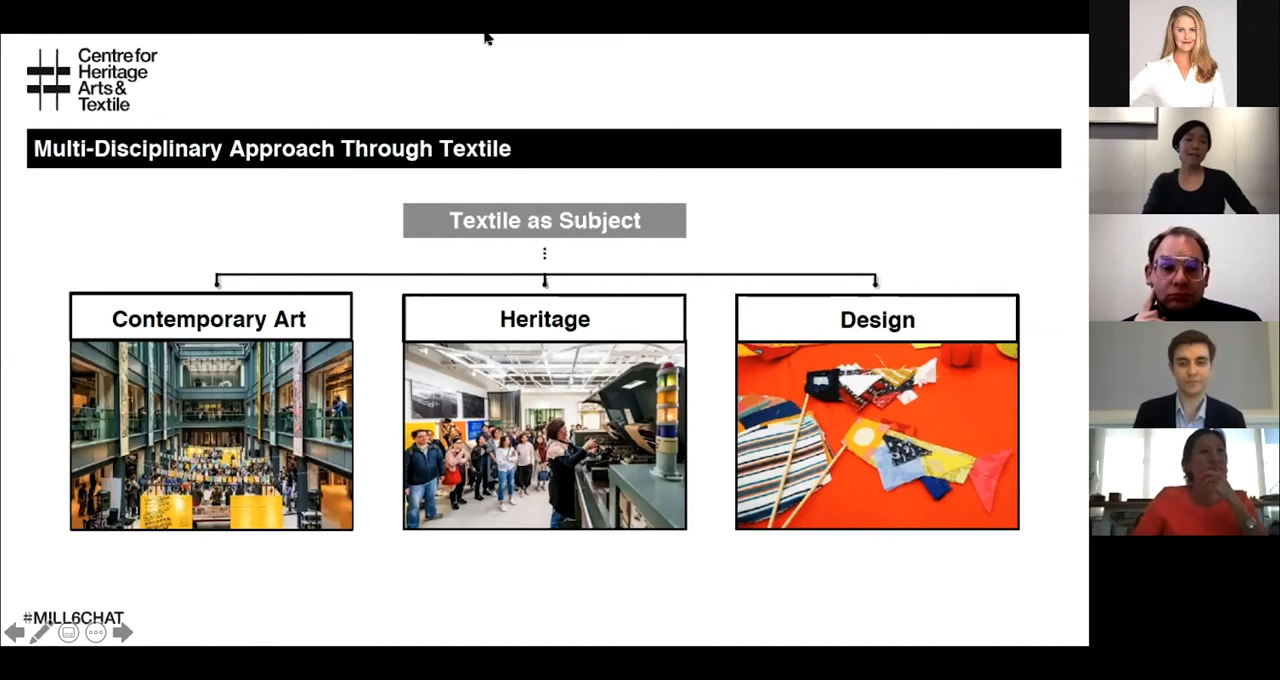 Centre for
Heritage
Arts &
Textile
Multi-Disciplinary Approach Through Textile
Textile as Subject
Contemporary Art
Heritage
Design
#MILL6CHAT